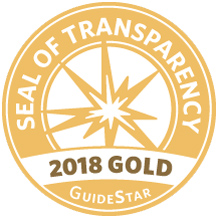 SEAL OF TRANSPARENCY
2018 GOLD
GUIDESTAR